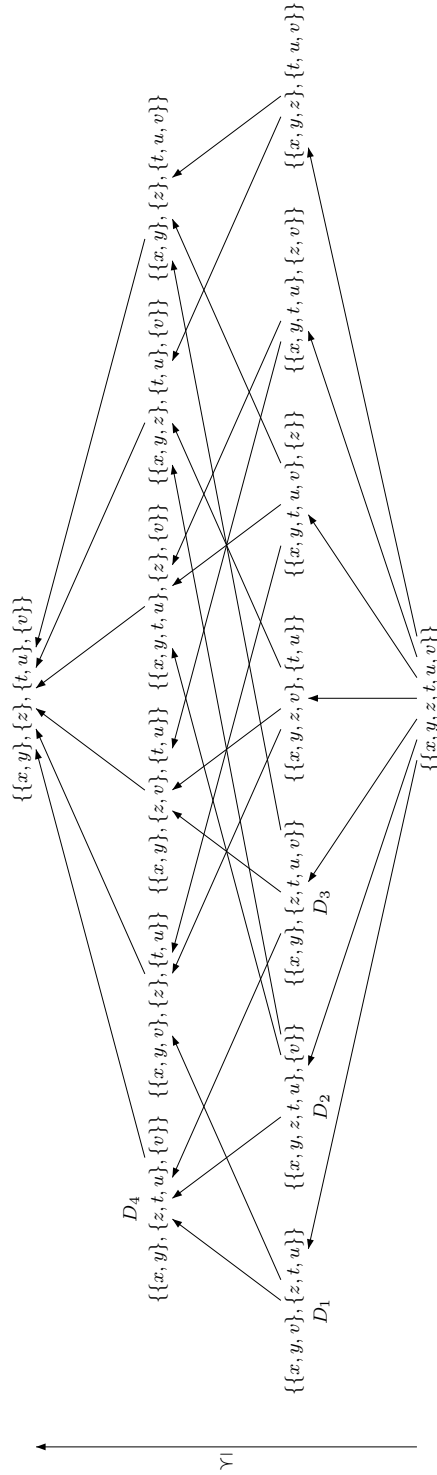 {{x, y}, {z}, {t, u}, {v}}
D₄
{{x, y}, {z, t, u}, {v}} {{x, y, v}, {z}, {t, u}} {{x, y}, {z, v}, {t, u}} {{x, y, t, u}, {z}, {v}} {{x, y, z}, {t, u}, {v}} {{x, y}, {z}, {t, u, v}}
⪯
{{x, y, v}, {z, t, u}} {{x, y, z, t, u}, {v}} {{x, y}, {z, t, u, v}} {{x, y, z, v}, {t, u}} {{x, y, t, u, v}, {z}} {{x, y, t, u}, {z, v}} {{x, y, z}, {t, u, v}}
D₁ D₂ D₃
{{x, y, z, t, u, v}}